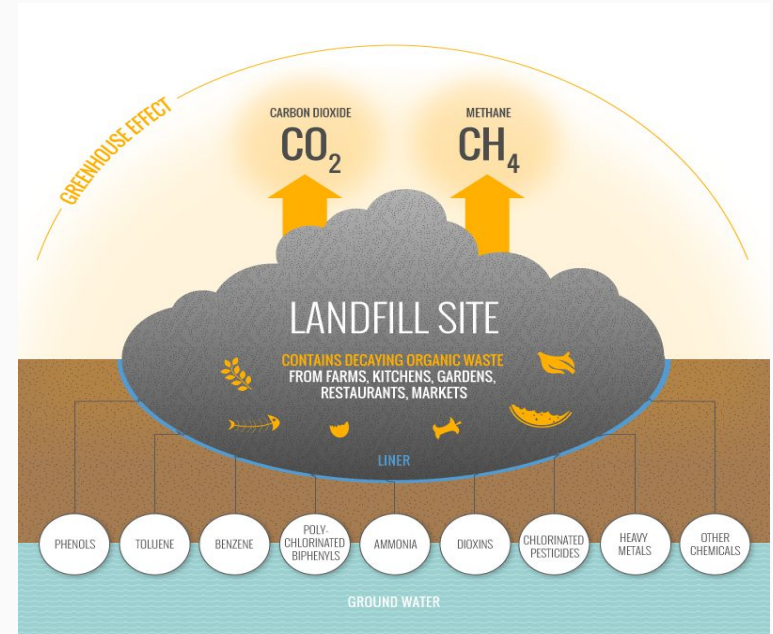 GREENHOUSE EFFECT
CARBON DIOXIDE
CO₂
METHANE
CH₄
LANDFILL SITE
CONTAINS DECAYING ORGANIC WASTE
FROM FARMS, KITCHENS, GARDENS,
RESTAURANTS, MARKETS
LINER
PHENOLS
TOLUENE
BENZENE
POLY-
CHLORINATED
BIPHENYLS
AMMONIA
DIOXINS
CHLORINATED
PESTICIDES
HEAVY
METALS
OTHER
CHEMICALS
GROUND WATER